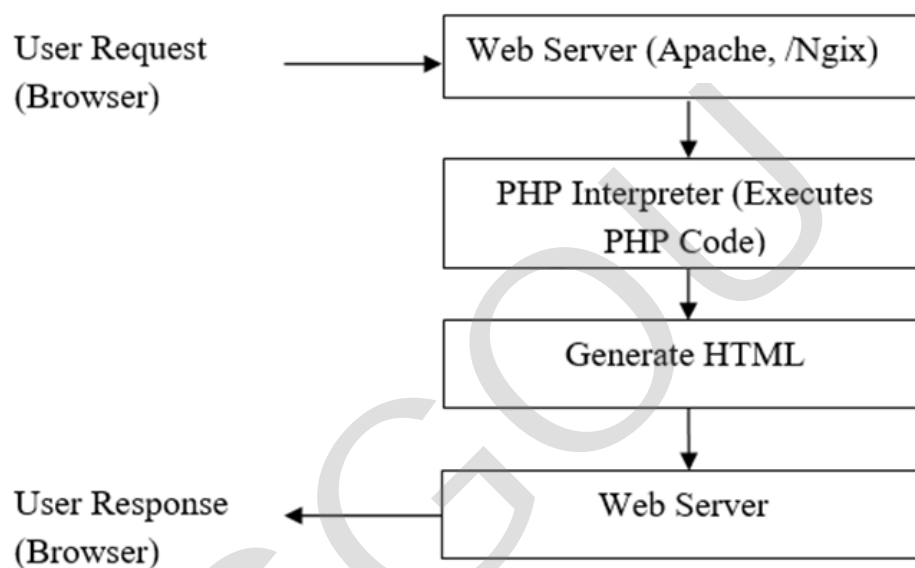 User Request
(Browser)
Web Server (Apache, /Ngix)
PHP Interpreter (Executes
PHP Code)
Generate HTML
Web Server
User Response
(Browser)
SGOU